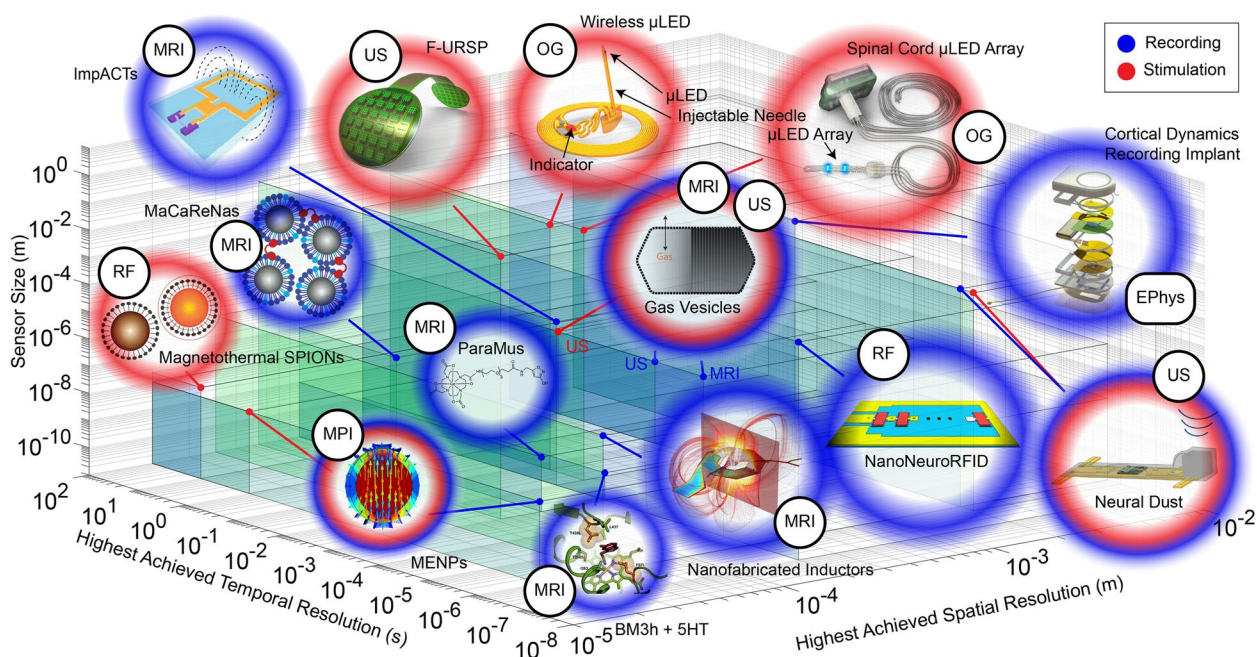 Wireless µLED
Recording
Stimulation
MRI
ImpACTs
US
F-URSP
OG
µLED
Injectable Needle
Indicator
Spinal Cord µLED Array
µLED Array
OG
Cortical Dynamics
Recording Implant
EPhys
MaCaReNas
MRI
RF
Magnetothermal SPIONs
MRI
US
Gas
Gas Vesicles
US
US
MRI
MRI
ParaMus
RF
NanoNeuroRFID
US
Neural Dust
MPI
MENPs
MRI
BM3h + 5HT
MRI
Nanofabricated Inductors
Sensor Size (m)
10^0
10^-2
10^-4
10^-6
10^-8
10^-10
Highest Achieved Temporal Resolution (s)
10^2
10^1
10^0
10^-1
10^-2
10^-3
10^-4
10^-5
10^-6
10^-7
10^-8
Highest Achieved Spatial Resolution (m)
10^-5
10^-4
10^-3
10^-2